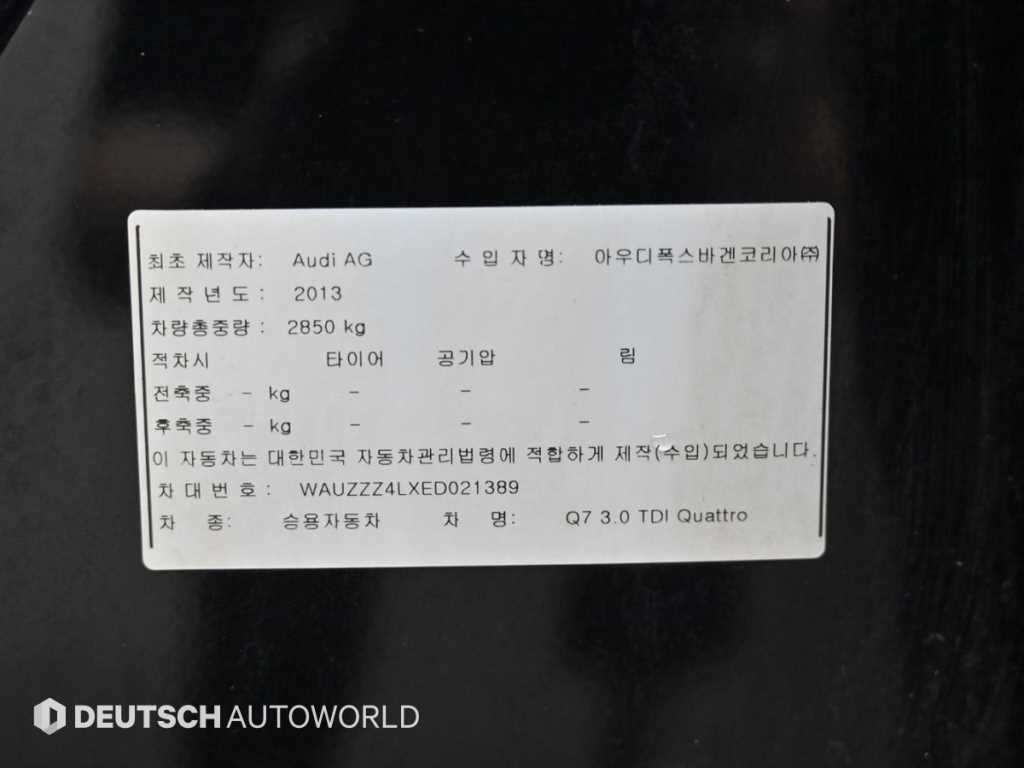 최초 제작자: Audi AG 수 입 자 명: 아우디폭스바겐코리아㈜
제 작 년 도 : 2013
차량총중량 : 2850 kg
적차시 타이어 공기압 림
전축중 - kg - - -
후축중 - kg - - -
이 자동차는 대한민국 자동차관리법령에 적합하게 제작(수입)되었습니다.
차 대 번 호 : WAUZZZ4LXED021389
차 종: 승용자동차 차 명: Q7 3.0 TDI Quattro
DEUTSCH AUTOWORLD